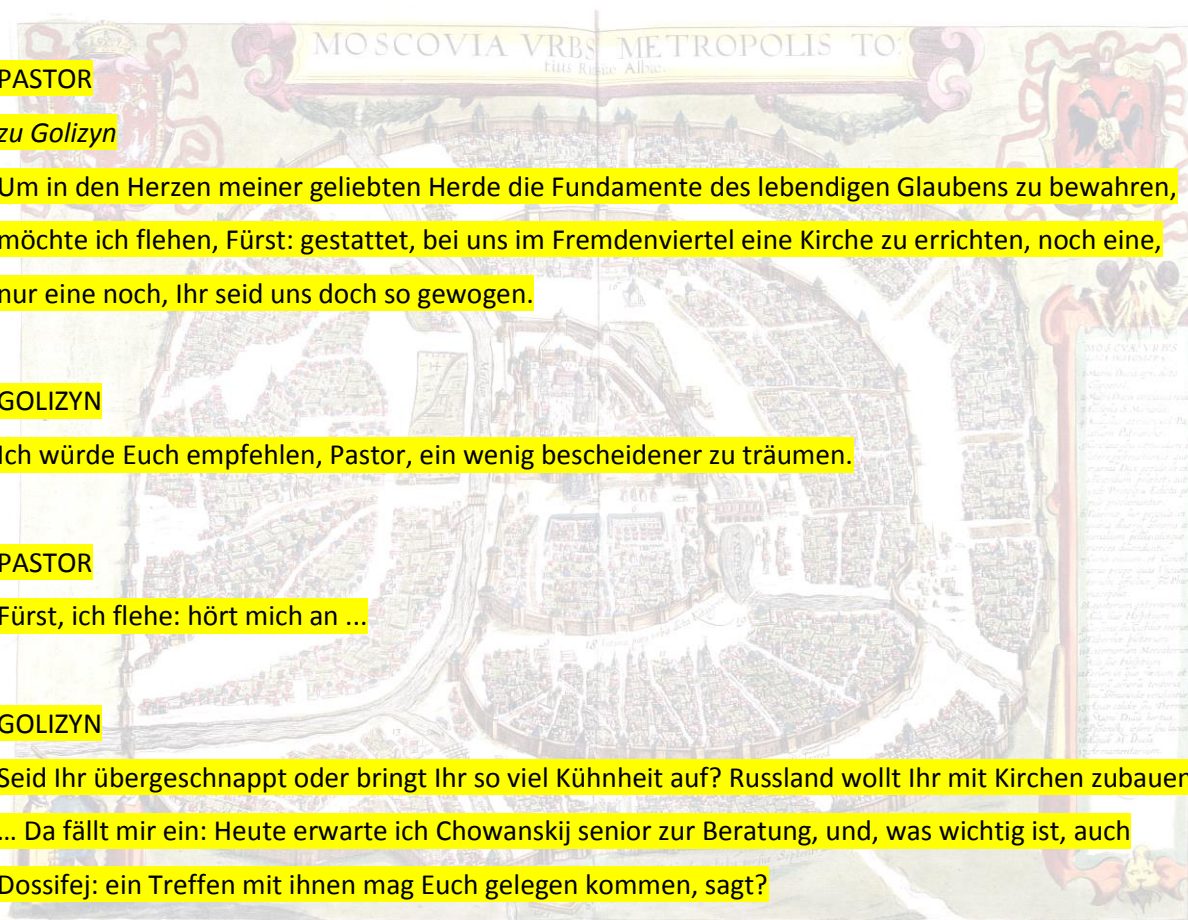 MOSCOVIA VRBS METROPOLIS TO:
tius Russiæ Albæ.
PASTOR
zu Golizyn
Um in den Herzen meiner geliebten Herde die Fundamente des lebendigen Glaubens zu bewahren,
möchte ich flehen, Fürst: gestattet, bei uns im Fremdenviertel eine Kirche zu errichten, noch eine,
nur eine noch, Ihr seid uns doch so gewogen.
GOLIZYN
Ich würde Euch empfehlen, Pastor, ein wenig bescheidener zu träumen.
PASTOR
Fürst, ich flehe: hört mich an ...
GOLIZYN
Seid Ihr übergeschnappt oder bringt Ihr so viel Kühnheit auf? Russland wollt Ihr mit Kirchen zubauen
... Da fällt mir ein: Heute erwarte ich Chowanskij senior zur Beratung, und, was wichtig ist, auch
Dossifej: ein Treffen mit ihnen mag Euch gelegen kommen, sagt?